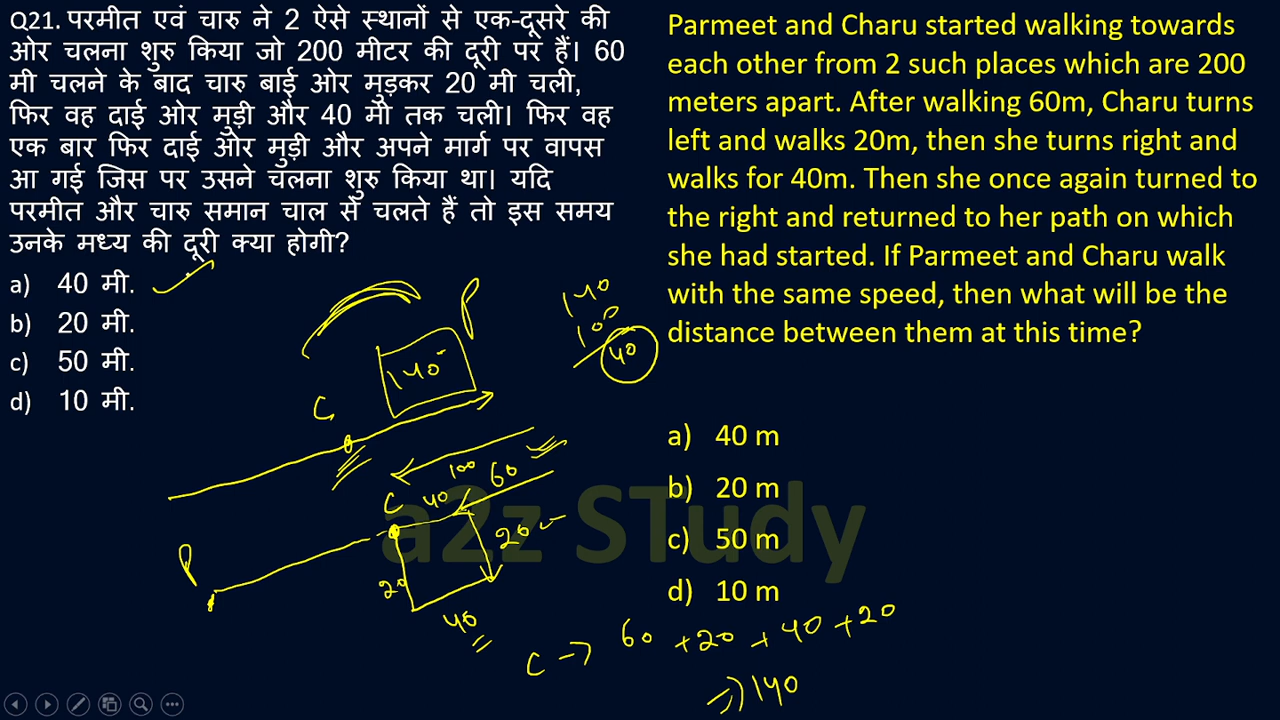 Q21. परमीत एवं चारु ने 2 ऐसे स्थानों से एक-दूसरे की
ओर चलना शुरु किया जो 200 मीटर की दूरी पर हैं। 60
मी चलने के बाद चारु बाईं ओर मुड़कर 20 मी चली,
फिर वह दाईं ओर मुड़ी और 40 मी तक चली। फिर वह
एक बार फिर दाईं ओर मुड़ी और अपने मार्ग पर वापस
आ गई जिस पर उसने चलना शुरु किया था। यदि
परमीत और चारु समान चाल से चलते हैं तो इस समय
उनके मध्य की दूरी क्या होगी?
a) 40 मी.
b) 20 मी.
c) 50 मी.
d) 10 मी.
Parmeet and Charu started walking towards
each other from 2 such places which are 200
meters apart. After walking 60m, Charu turns
left and walks 20m, then she turns right and
walks for 40m. Then she once again turned to
the right and returned to her path on which
she had started. If Parmeet and Charu walk
with the same speed, then what will be the
distance between them at this time?
a) 40 m
b) 20 m
c) 50 m
d) 10 m
P
140
C
140
100
40
100
C 40 60
P
20
20
40
C → 60 + 20 + 40 + 20
⇒ 140
a2z STudy